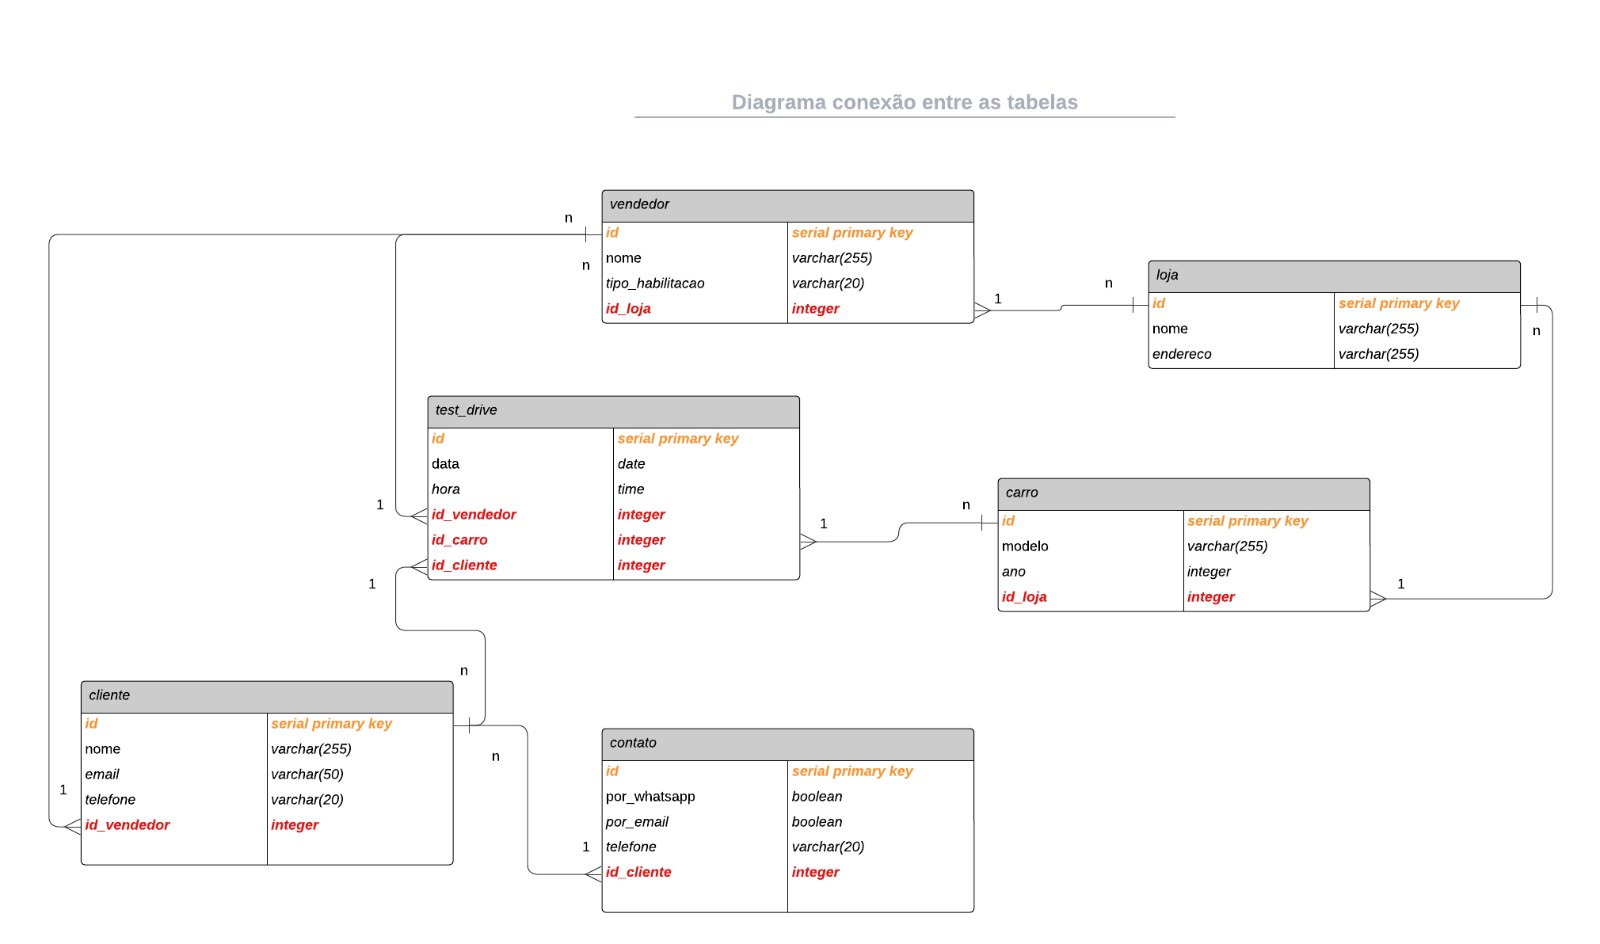 Diagrama conexão entre as tabelas
n
n
vendedor
id serial primary key
nome varchar(255)
tipo_habilitacao varchar(20)
id_loja integer
1
n
loja
id serial primary key
nome varchar(255)
endereco varchar(255)
n
test_drive
id serial primary key
data date
hora time
id_vendedor integer
id_carro integer
id_cliente integer
1
1
1
n
carro
id serial primary key
modelo varchar(255)
ano integer
id_loja integer
1
n
cliente
id serial primary key
nome varchar(255)
email varchar(50)
telefone varchar(20)
id_vendedor integer
1
n
contato
id serial primary key
por_whatsapp boolean
por_email boolean
telefone varchar(20)
id_cliente integer
1